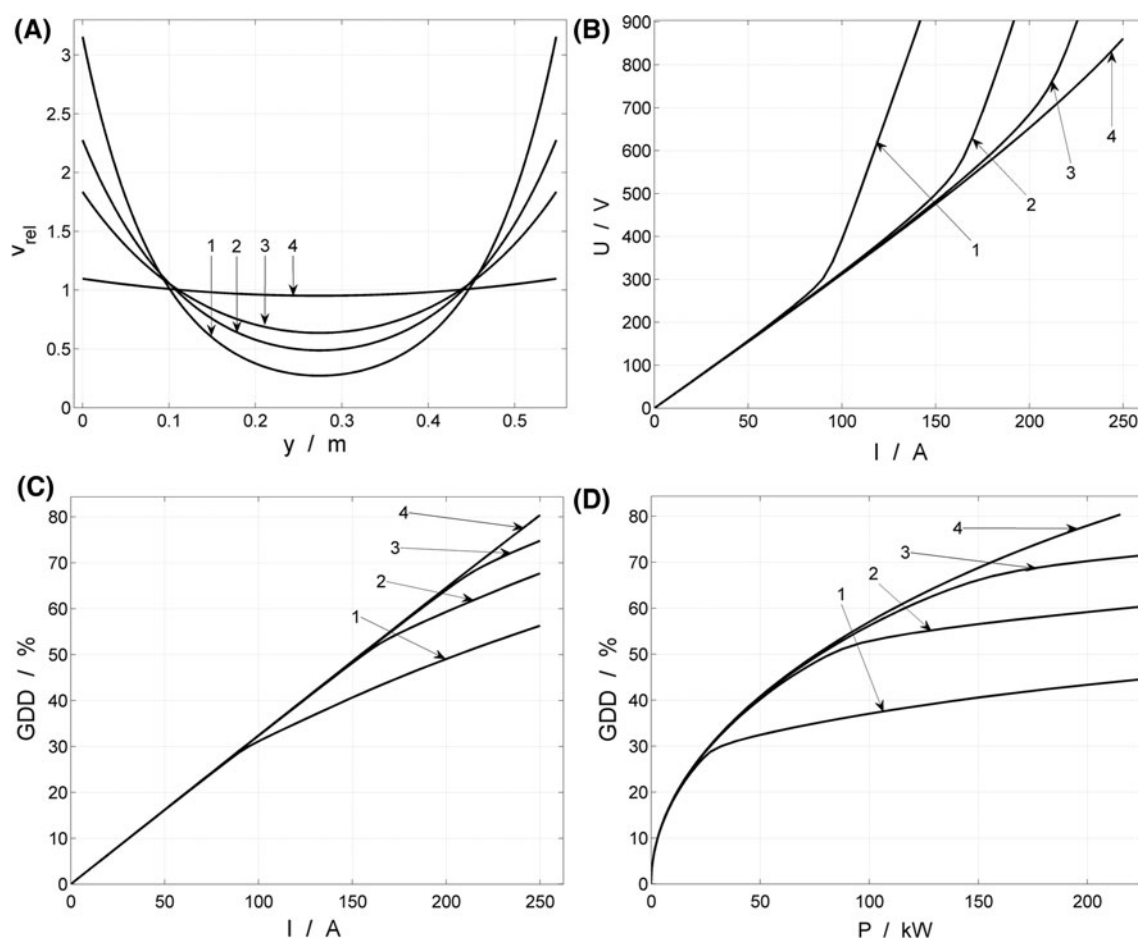 (A)
3
2.5
2
1.5
1
0.5
0
v_rel
1 2 3 4
0 0.1 0.2 0.3 0.4 0.5
y / m
(B)
900
800
700
600
500
400
300
200
100
0
U / V
4
3
2
1
0 50 100 150 200 250
I / A
(C)
80
70
60
50
40
30
20
10
0
GDD / %
4
3
2
1
0 50 100 150 200 250
I / A
(D)
80
70
60
50
40
30
20
10
0
GDD / %
4
3
2
1
0 50 100 150 200
P / kW